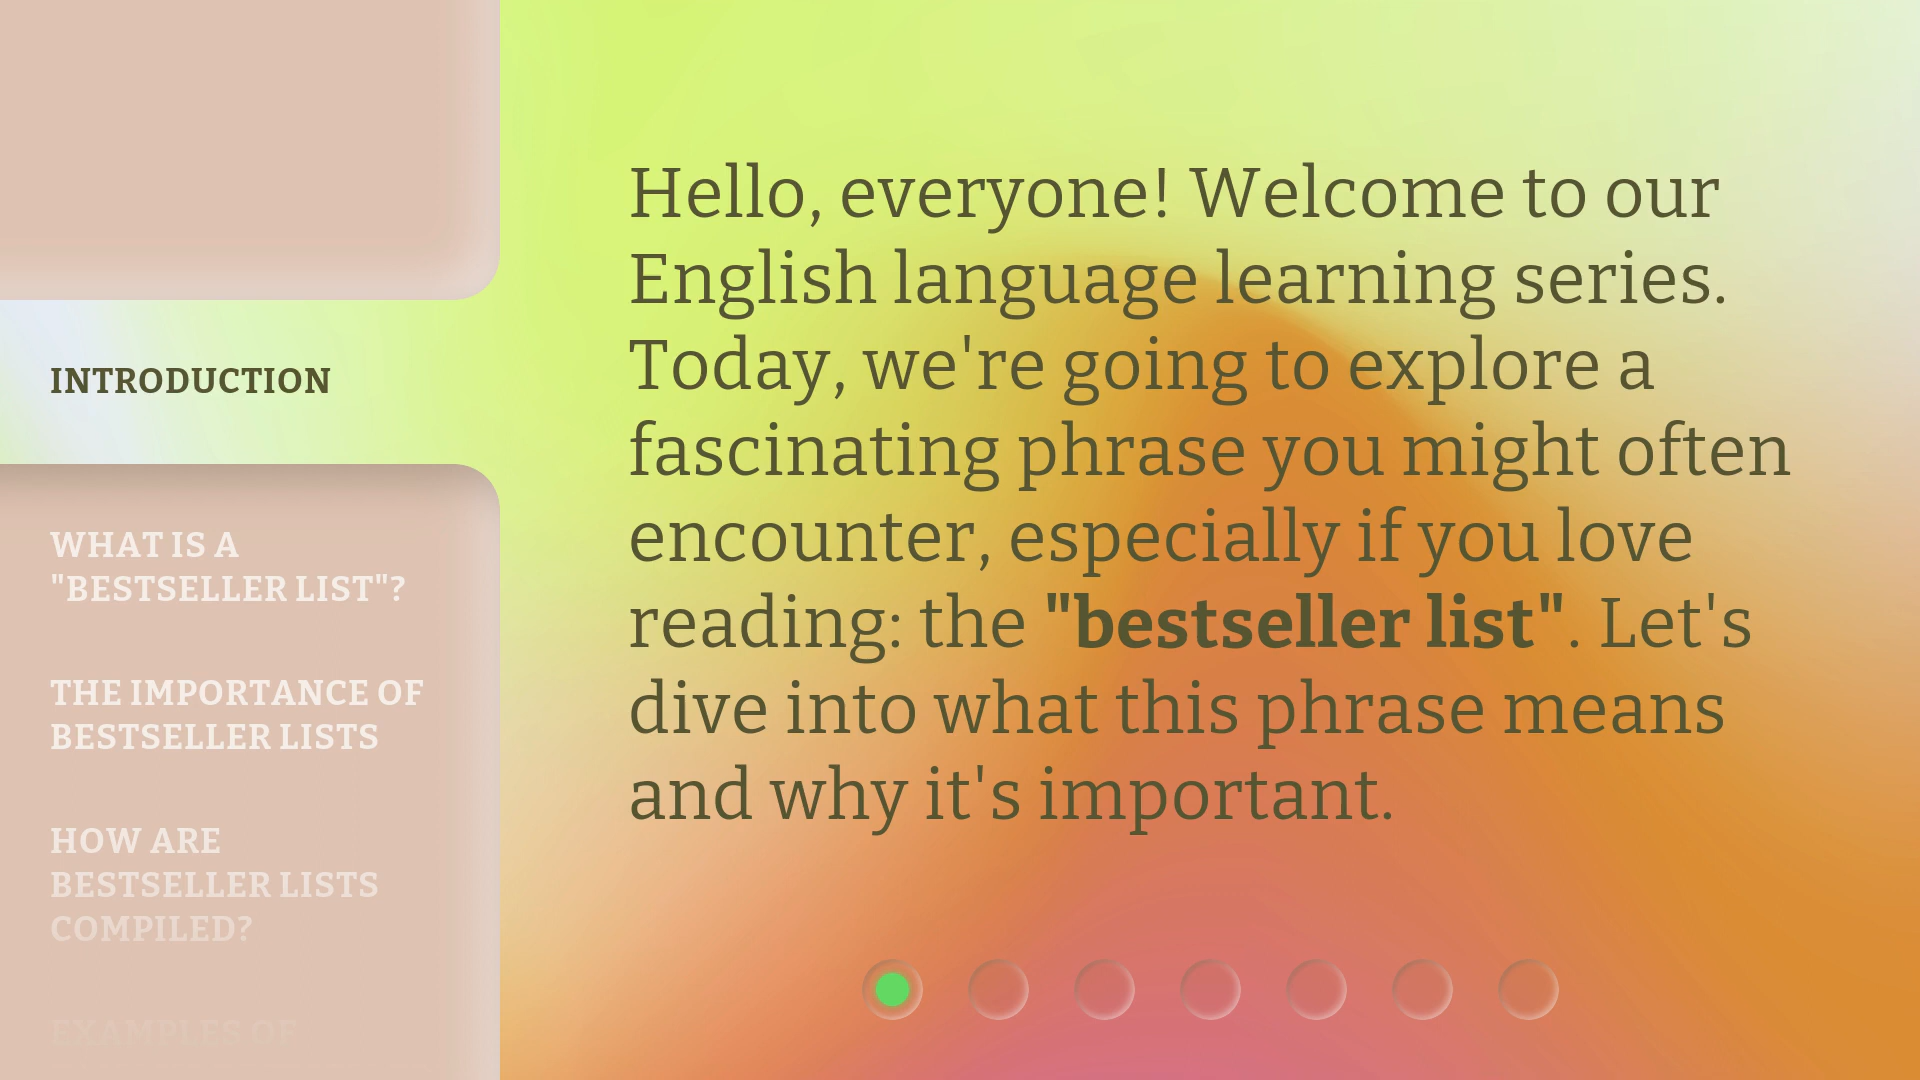 INTRODUCTION
WHAT IS A
"BESTSELLER LIST"?
THE IMPORTANCE OF
BESTSELLER LISTS
HOW ARE
BESTSELLER LISTS
COMPILED?
EXAMPLES OF
Hello, everyone! Welcome to our
English language learning series.
Today, we're going to explore a
fascinating phrase you might often
encounter, especially if you love
reading: the "bestseller list". Let's
dive into what this phrase means
and why it's important.